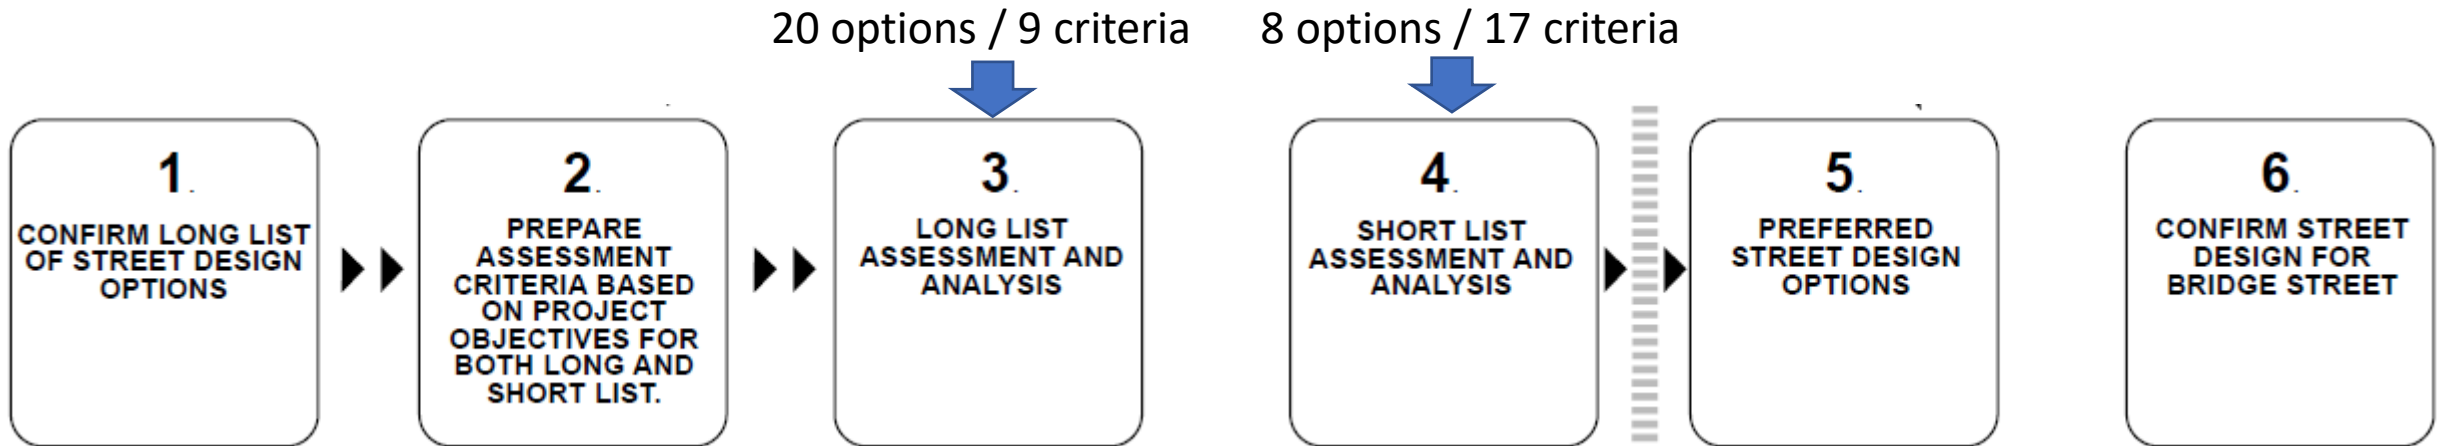 20 options / 9 criteria
8 options / 17 criteria
1.
CONFIRM LONG LIST
OF STREET DESIGN
OPTIONS
2.
PREPARE
ASSESSMENT
CRITERIA BASED
ON PROJECT
OBJECTIVES FOR
BOTH LONG AND
SHORT LIST.
3.
LONG LIST
ASSESSMENT AND
ANALYSIS
4.
SHORT LIST
ASSESSMENT AND
ANALYSIS
5.
PREFERRED
STREET DESIGN
OPTIONS
6.
CONFIRM STREET
DESIGN FOR
BRIDGE STREET